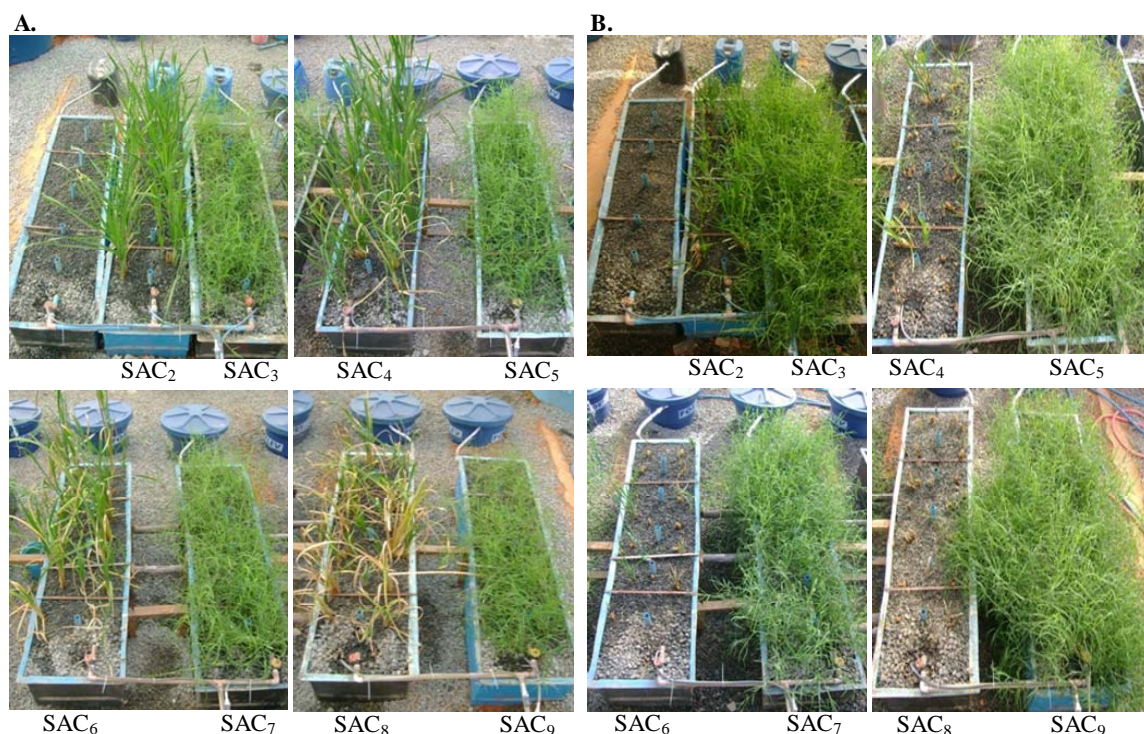 A. B.
SAC₂ SAC₃ SAC₄ SAC₅ SAC₂ SAC₃ SAC₄ SAC₅
SAC₆ SAC₇ SAC₈ SAC₉ SAC₆ SAC₇ SAC₈ SAC₉